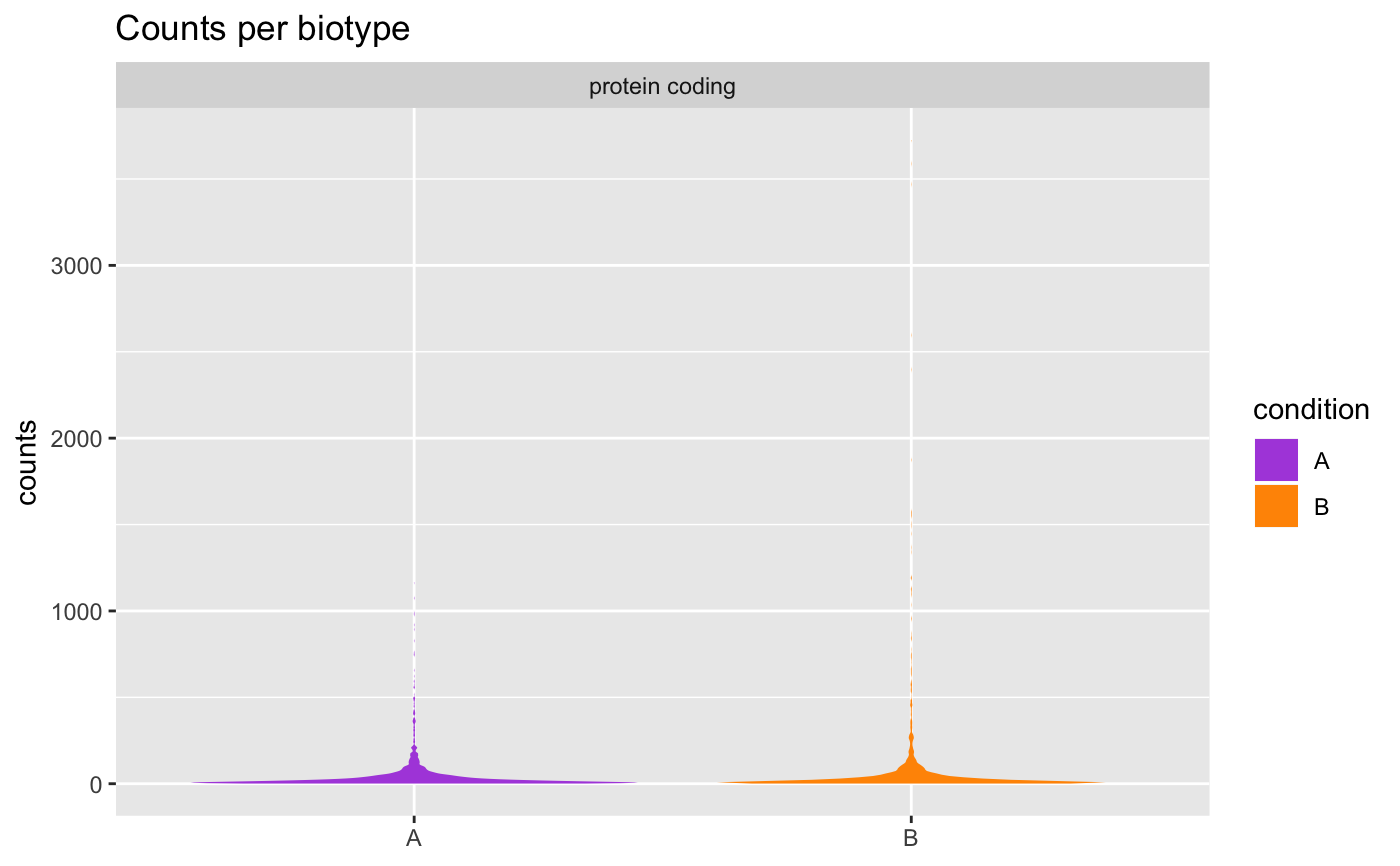 Counts per biotype
protein coding
3000
2000
1000
0
counts
A
B
condition
A
B